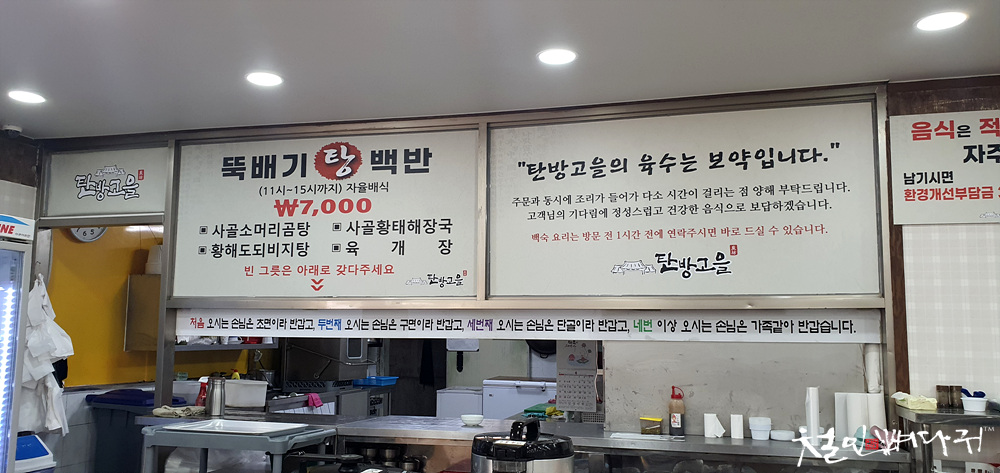 탄방고을
뚝배기 탕 백반
(11시~15시까지) 자율배식
₩7,000
▣ 사골소머리곰탕 ▣ 사골황태해장국
▣ 황해도되비지탕 ▣ 육 개 장
빈 그릇은 아래로 갖다주세요
탄방고을
"탄방고을의 육수는 보약입니다."
주문과 동시에 조리가 들어가 다소 시간이 걸리는 점 양해 부탁드립니다.
고객님의 기다림에 정성스럽고 건강한 음식으로 보답하겠습니다.
백숙 요리는 방문 전 1시간 전에 연락주시면 바로 드실 수 있습니다.
탄방고을
음식은 적
자주
남기시면
환경개선부담금
처음 오시는 손님은 초면이라 반갑고, 두번째 오시는 손님은 구면이라 반갑고, 세번째 오시는 손님은 단골이라 반갑고, 네번 이상 오시는 손님은 가족같아 반갑습니다.
철인뼈다귀™